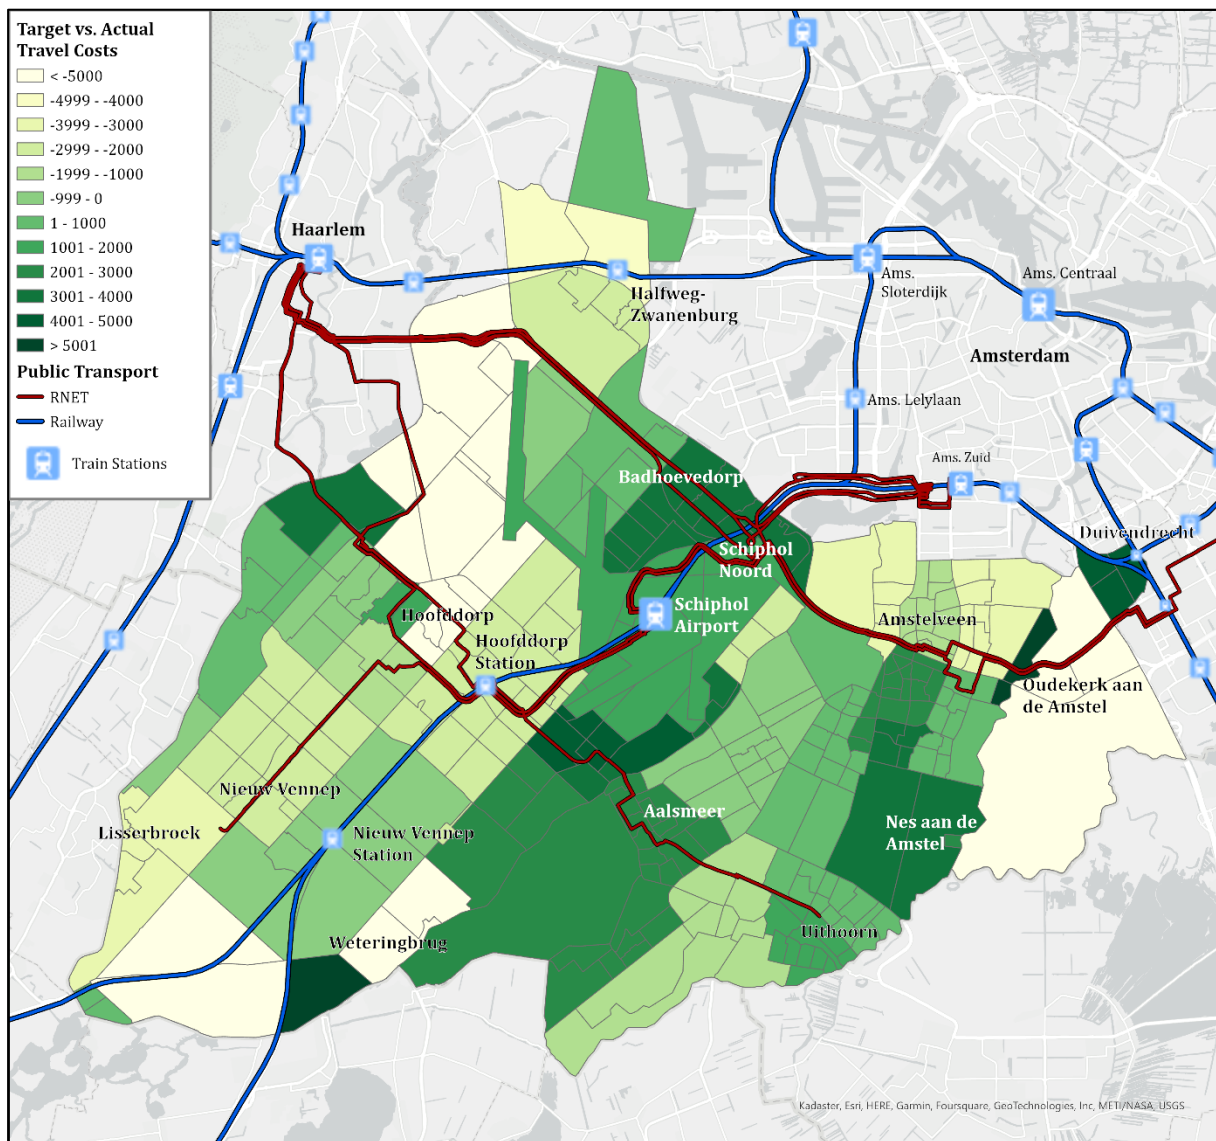 Target vs. Actual
Travel Costs
< -5000
-4999 - -4000
-3999 - -3000
-2999 - -2000
-1999 - -1000
-999 - 0
1 - 1000
1001 - 2000
2001 - 3000
3001 - 4000
4001 - 5000
> 5001
Public Transport
RNET
Railway
Train Stations
Haarlem
Halfweg-
Zwanenburg
Ams.
Sloterdijk
Ams. Centraal
Amsterdam
Ams. Lelylaan
Ams. Zuid
Badhoevedorp
Duivendrecht
Schiphol
Noord
Schiphol
Airport
Hoofddorp
Hoofddorp
Station
Amstelveen
Oudekerk aan
de Amstel
Nieuw Vennep
Lisserbroek
Nieuw Vennep
Station
Aalsmeer
Nes aan de
Amstel
Uithoorn
Weteringbrug
Kadaster, Esri, HERE, Garmin, Foursquare, GeoTechnologies, Inc, METI/NASA, USGS